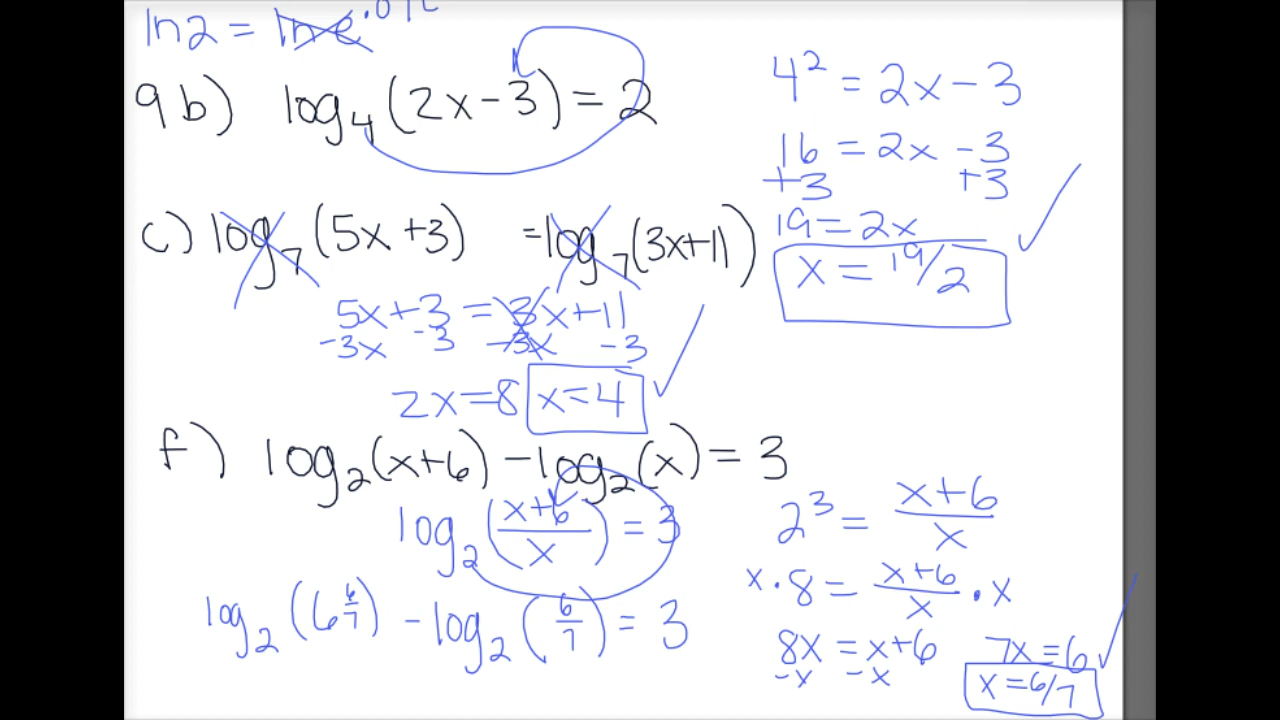 ln2 = ln e^.01t
9b) log₄(2x-3) = 2
4² = 2x-3
16 = 2x -3
+3 +3
19 = 2x
x = 19/2 ✓
c) log₇(5x+3) = log₇(3x+11)
5x+3 = 3x+11
-3x -3 -3x -3
2x=8 x=4 ✓
f) log₂(x+6) - log₂(x) = 3
log₂((x+6)/x) = 3
log₂(6 6/7) - log₂(6/7) = 3
2³ = (x+6)/x
x·8 = (x+6)/x · x
8x = x+6
-x -x
7x=6 ✓
x=6/7